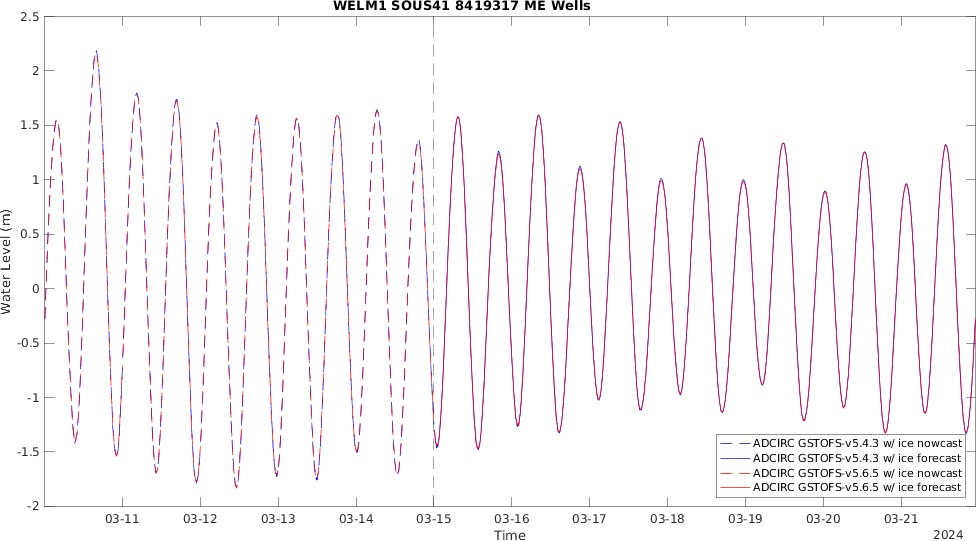 WELM1 SOUS41 8419317 ME Wells
2.5
2
1.5
1
0.5
0
-0.5
-1
-1.5
-2
Water Level (m)
03-11 03-12 03-13 03-14 03-15 03-16 03-17 03-18 03-19 03-20 03-21
Time
2024
ADCIRC GSTOFS-v5.4.3 w/ ice nowcast
ADCIRC GSTOFS-v5.4.3 w/ ice forecast
ADCIRC GSTOFS-v5.6.5 w/ ice nowcast
ADCIRC GSTOFS-v5.6.5 w/ ice forecast